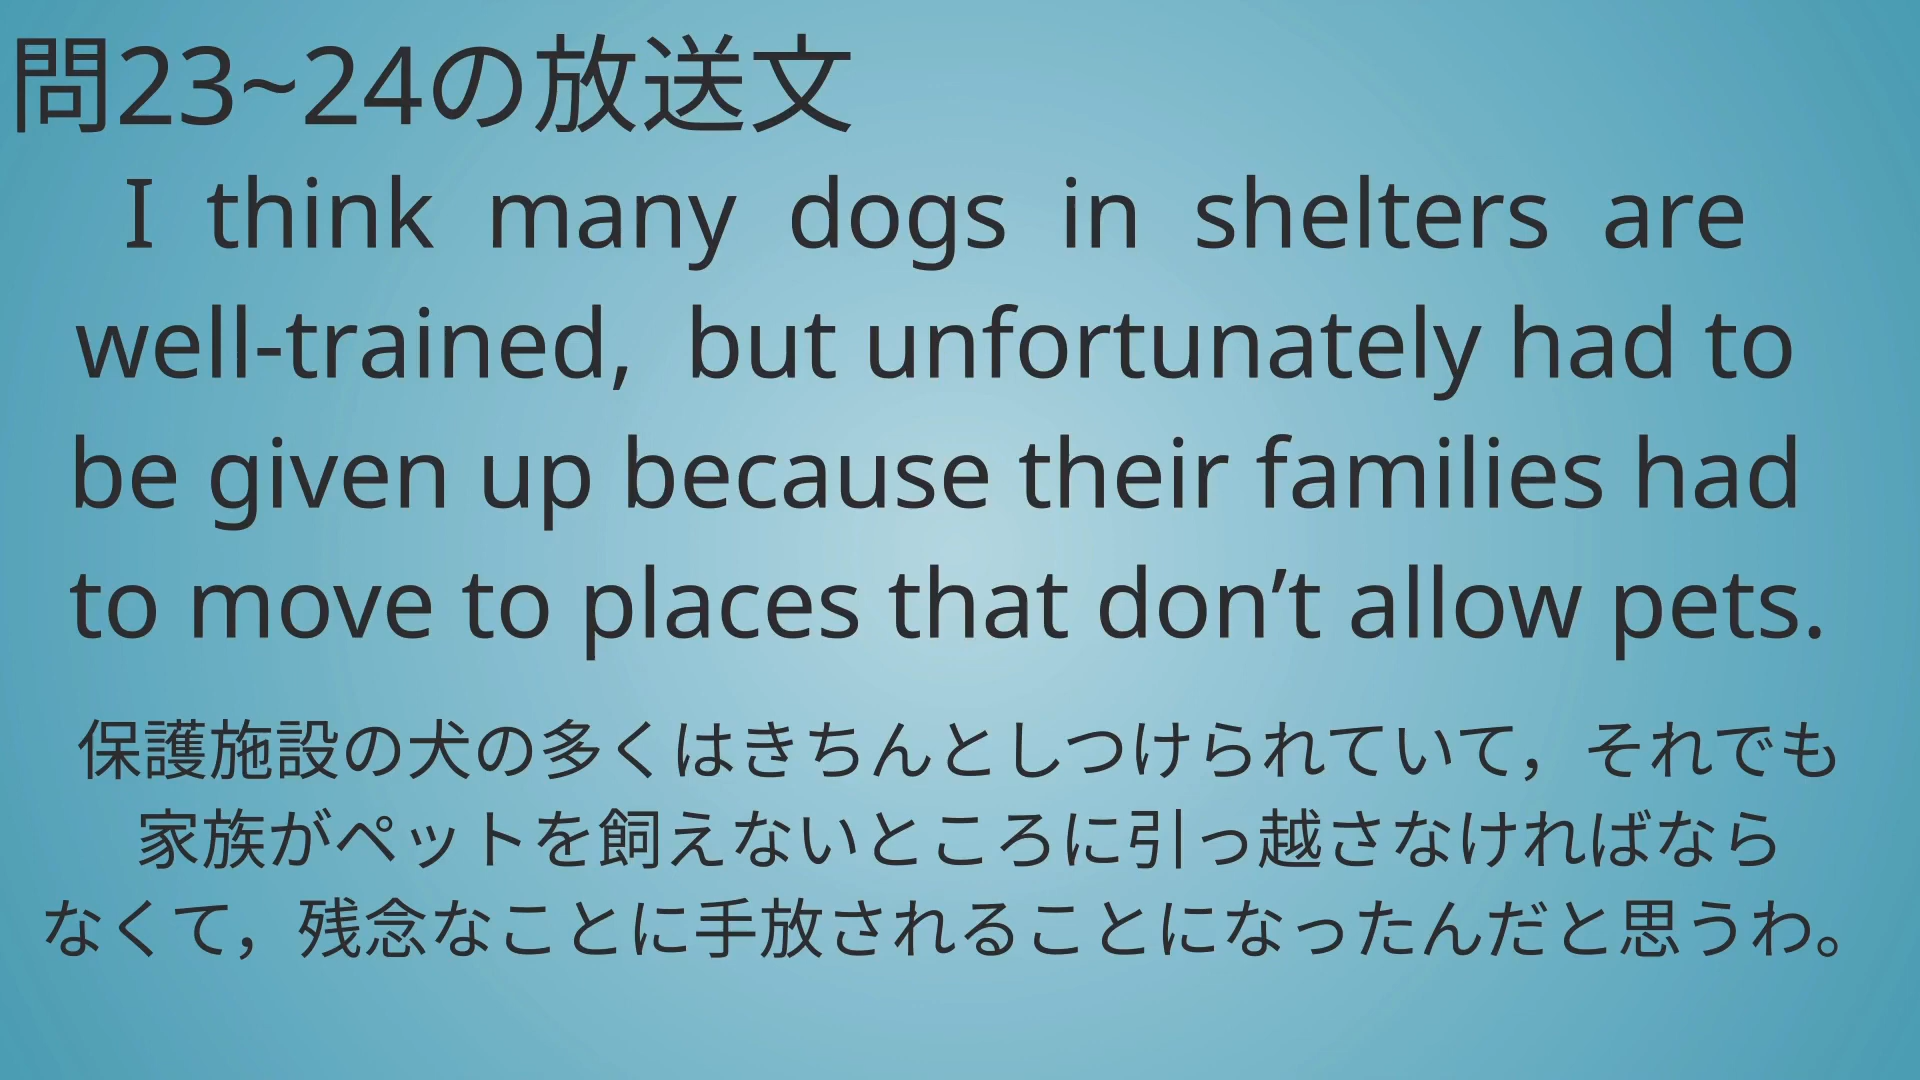 問23~24の放送文
I think many dogs in shelters are
well-trained, but unfortunately had to
be given up because their families had
to move to places that don’t allow pets.
保護施設の犬の多くはきちんとしつけられていて，それでも
家族がペットを飼えないところに引っ越さなければなら
なくて，残念なことに手放されることになったんだと思うわ。